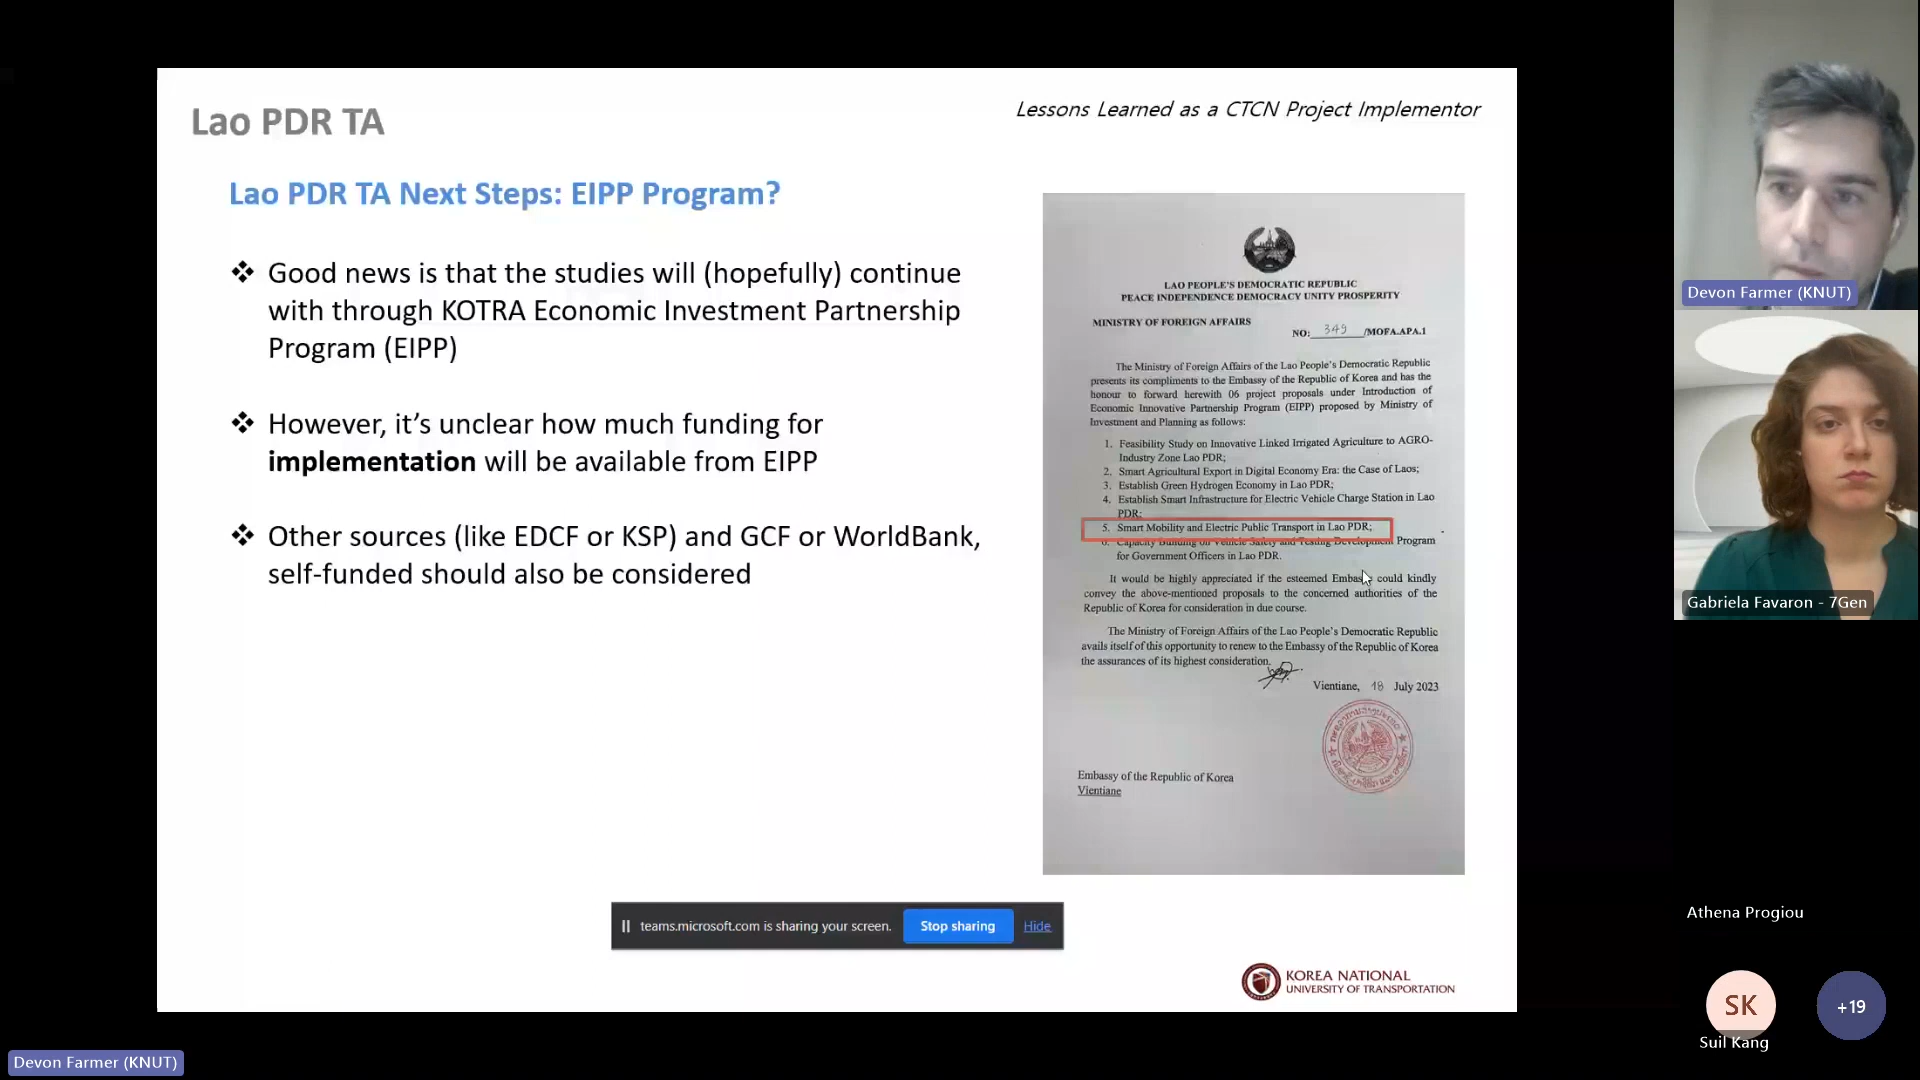 Lao PDR TA
Lessons Learned as a CTCN Project Implementor
Lao PDR TA Next Steps: EIPP Program?
❖ Good news is that the studies will (hopefully) continue
with through KOTRA Economic Investment Partnership
Program (EIPP)
❖ However, it's unclear how much funding for
implementation will be available from EIPP
❖ Other sources (like EDCF or KSP) and GCF or WorldBank,
self-funded should also be considered
LAO PEOPLE'S DEMOCRATIC REPUBLIC
PEACE INDEPENDENCE DEMOCRACY UNITY PROSPERITY
MINISTRY OF FOREIGN AFFAIRS
NO: 349 /MOFA.APA.1
The Ministry of Foreign Affairs of the Lao People's Democratic Republic
presents its compliments to the Embassy of the Republic of Korea and has the
honour to forward herewith 06 project proposals under Introduction of
Economic Innovative Partnership Program (EIPP) proposed by Ministry of
Investment and Planning as follows:
1. Feasibility Study on Innovative Linked Irrigated Agriculture to AGRO-
Industry Zone Lao PDR;
2. Smart Agricultural Export in Digital Economy Era: the Case of Laos;
3. Establish Green Hydrogen Economy in Lao PDR;
4. Establish Smart Infrastructure for Electric Vehicle Charge Station in Lao
PDR;
5. Smart Mobility and Electric Public Transport in Lao PDR;
6. Capacity Building on Vehicle Safety and Testing Development Program
for Government Officers in Lao PDR.
It would be highly appreciated if the esteemed Embassy could kindly
convey the above-mentioned proposals to the concerned authorities of the
Republic of Korea for consideration in due course.
The Ministry of Foreign Affairs of the Lao People's Democratic Republic
avails itself of this opportunity to renew to the Embassy of the Republic of Korea
the assurances of its highest consideration.
Vientiane, 18 July 2023
Embassy of the Republic of Korea
Vientiane
teams.microsoft.com is sharing your screen. Stop sharing Hide
KOREA NATIONAL
UNIVERSITY OF TRANSPORTATION
Devon Farmer (KNUT)
Gabriela Favaron - 7Gen
Athena Progiou
SK
+19
Suil Kang
Devon Farmer (KNUT)